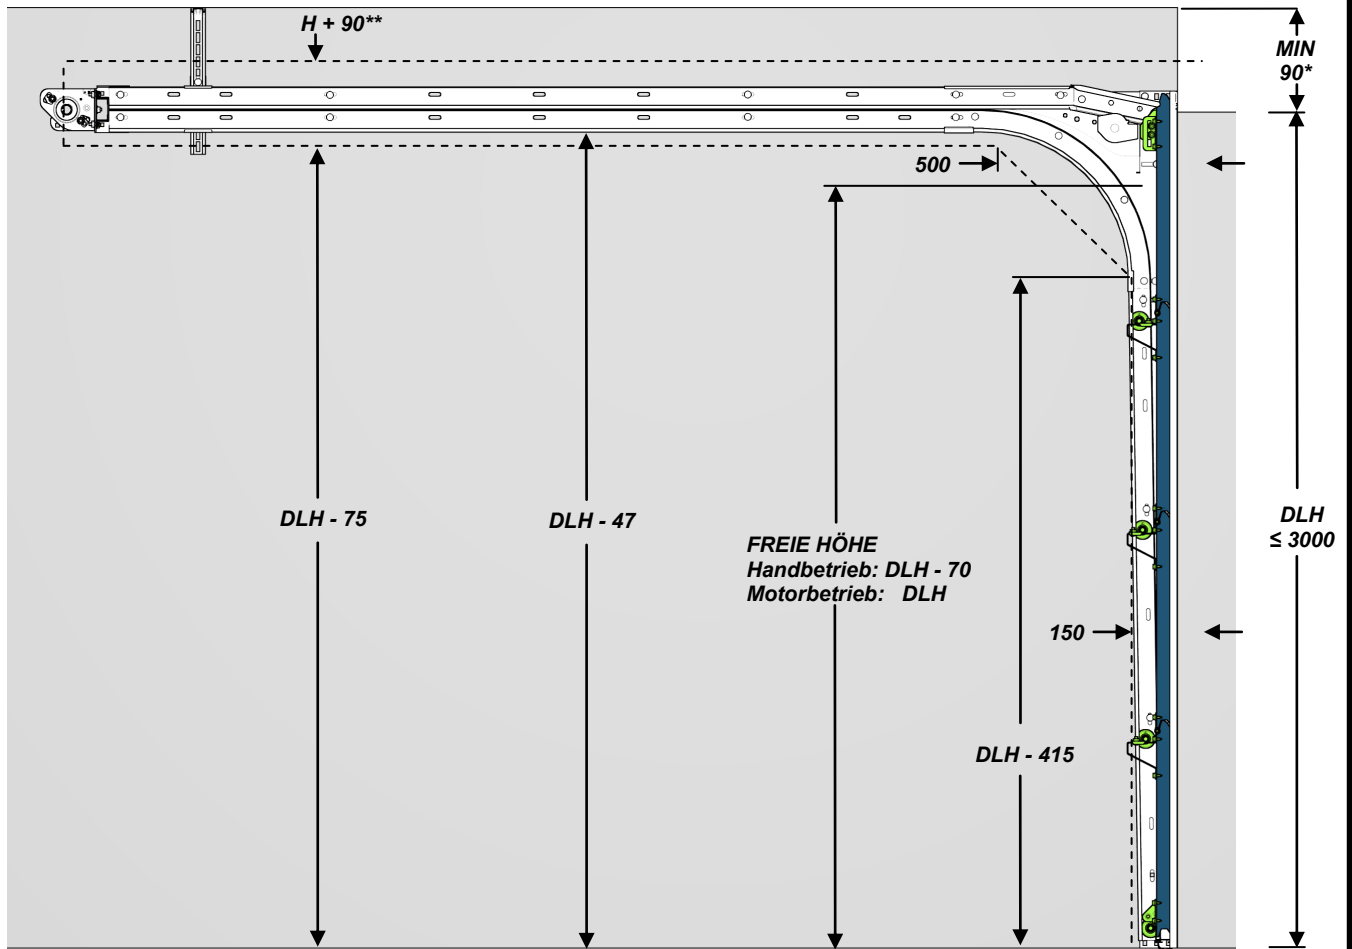 H + 90**
MIN
90*
500
DLH - 75
DLH - 47
FREIE HÖHE
Handbetrieb: DLH - 70
Motorbetrieb: DLH
DLH
≤ 3000
150
DLH - 415